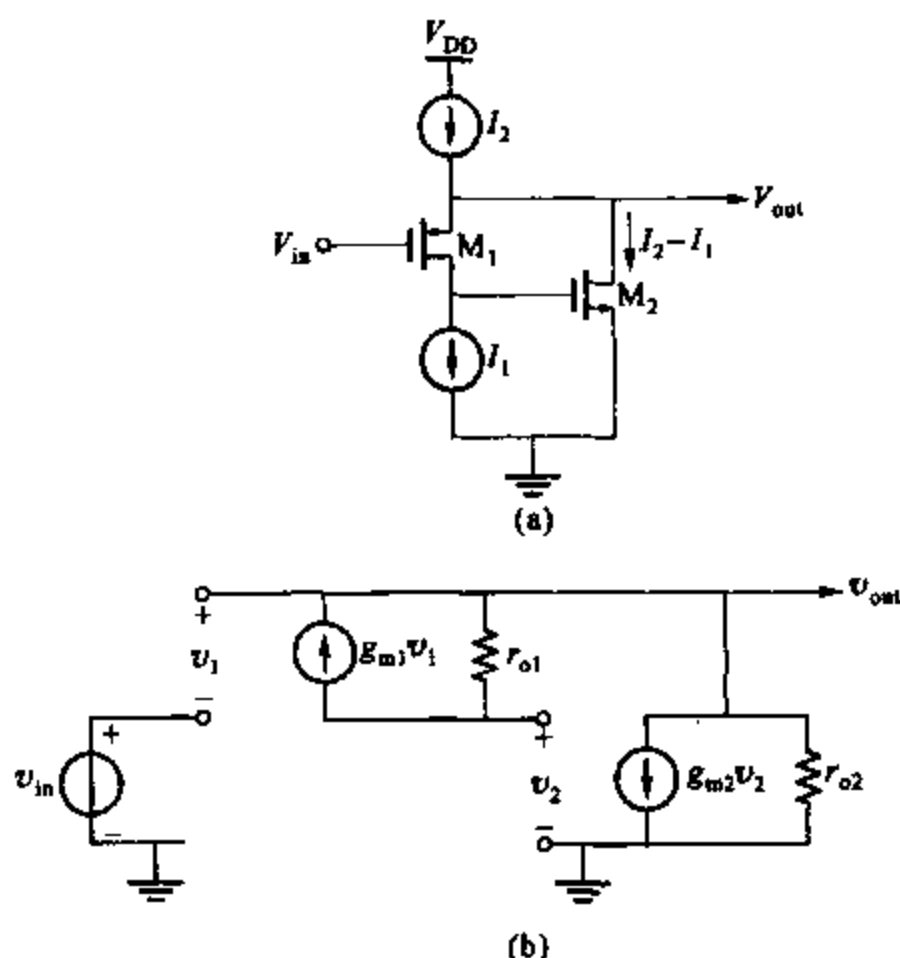 V_DD
I_2
V_out
V_in
M_1
I_2 − I_1
M_2
I_1
(a)
v_out
+
v_1
g_m1 v_1
r_o1
−
+
+
v_in
v_2
g_m2 v_2
r_o2
−
−
(b)